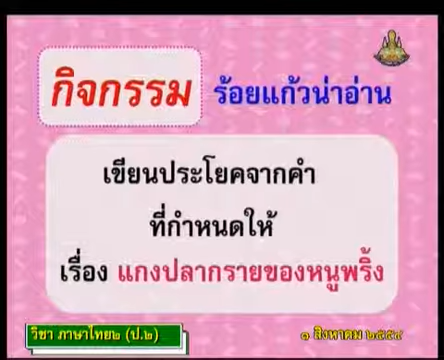 กิจกรรม ร้อยแก้วน่าอ่าน
เขียนประโยคจากคำ
ที่กำหนดให้
เรื่อง แกงปลากรายของหนูพริ้ง
วิชา ภาษาไทย๒ (ป.๒)
๑ สิงหาคม ๒๕๕๔